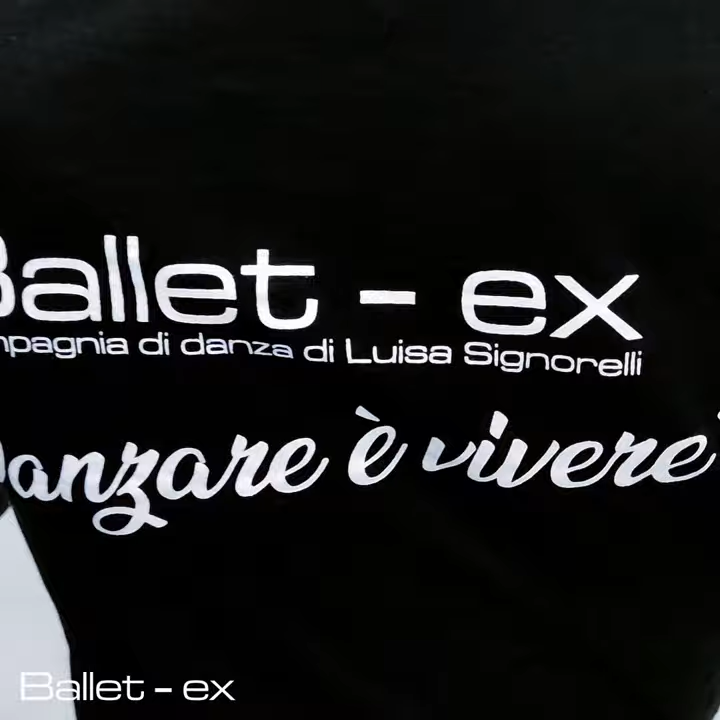 Ballet - ex
mpagnia di danza di Luisa Signorelli
Danzare è vivere
Ballet - ex